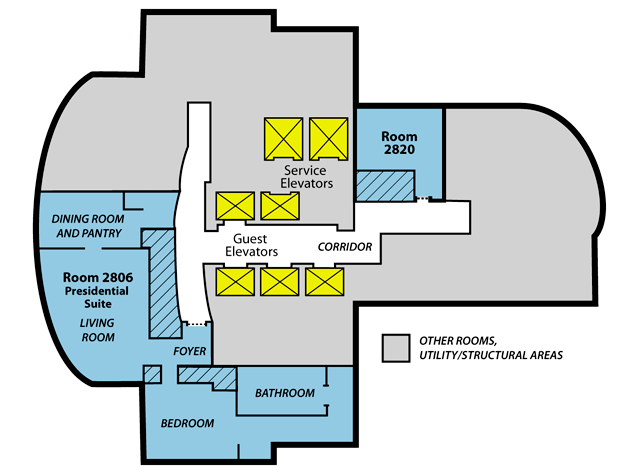 Room
2820
Service
Elevators
DINING ROOM
AND PANTRY
Guest
Elevators
CORRIDOR
Room 2806
Presidential
Suite
LIVING
ROOM
FOYER
OTHER ROOMS,
UTILITY/STRUCTURAL AREAS
BATHROOM
BEDROOM